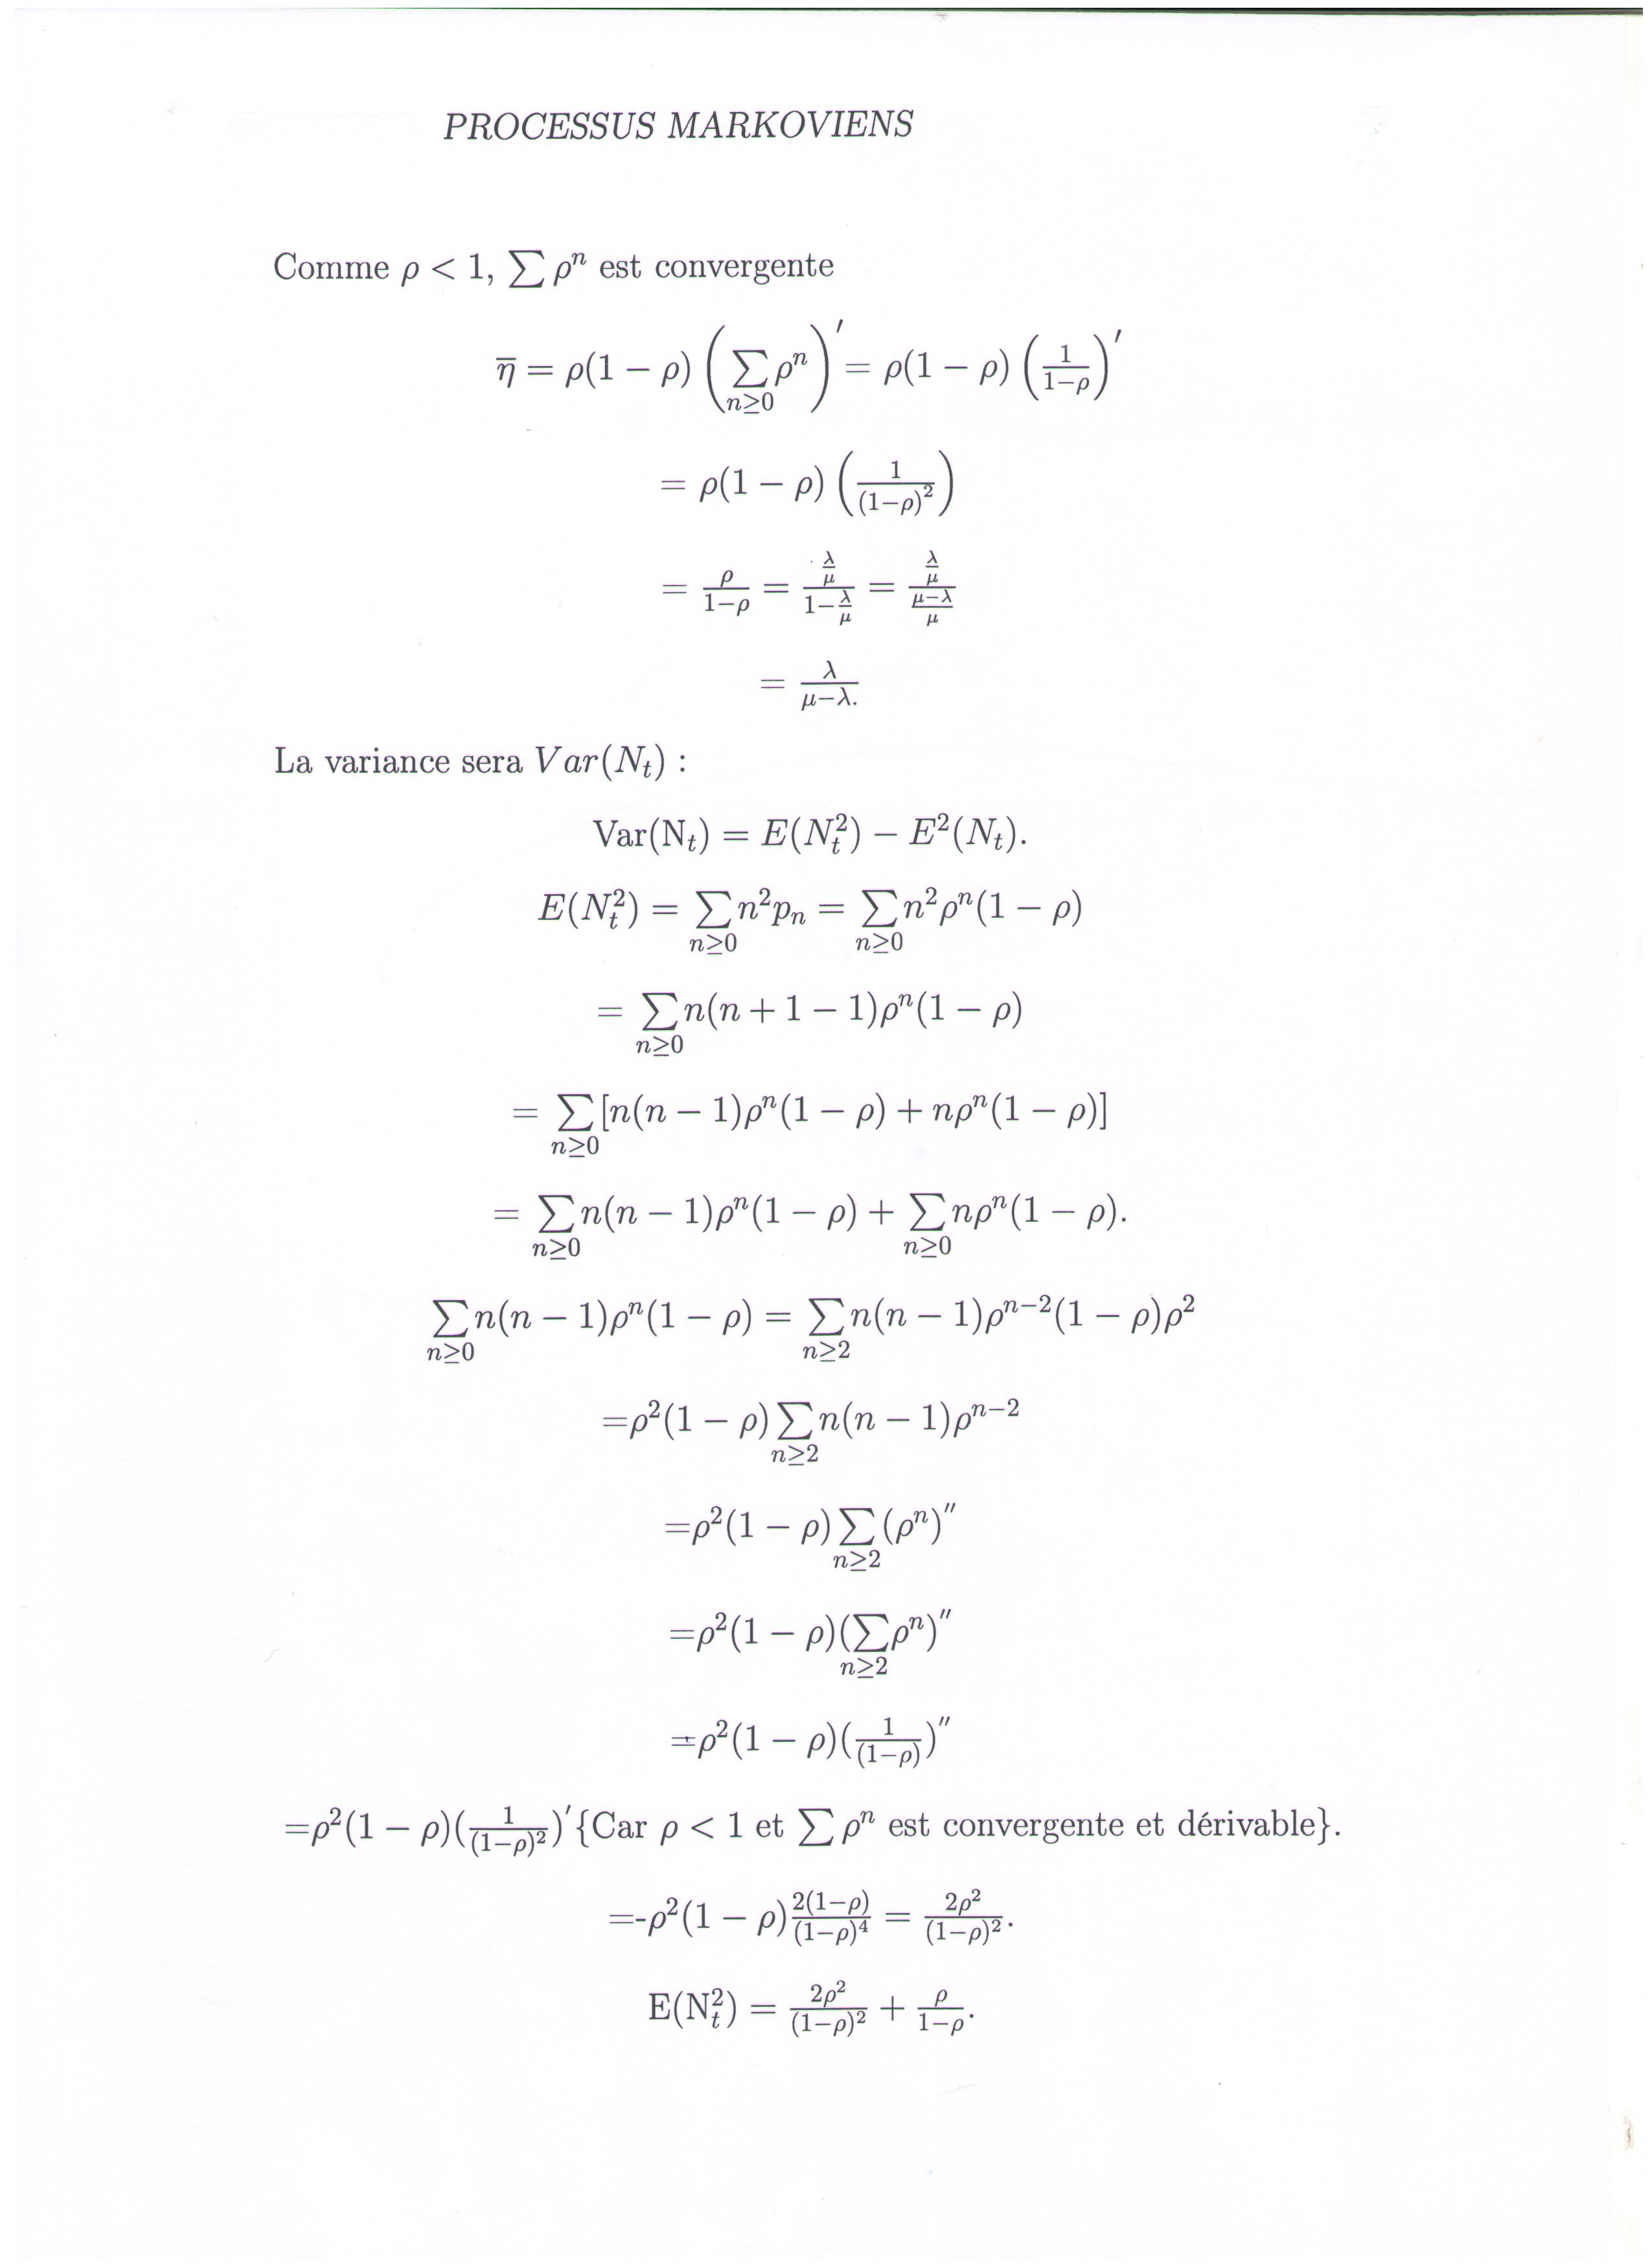 PROCESSUS MARKOVIENS
Comme ρ < 1, ∑ ρⁿ est convergente
$\overline{\eta} = \rho(1-\rho)\left(\sum_{n\geq 0}\rho^n\right)' = \rho(1-\rho)\left(\frac{1}{1-\rho}\right)'$
$= \rho(1-\rho)\left(\frac{1}{(1-\rho)^2}\right)$
$= \frac{\rho}{1-\rho} = \frac{\frac{\lambda}{\mu}}{1-\frac{\lambda}{\mu}} = \frac{\frac{\lambda}{\mu}}{\frac{\mu-\lambda}{\mu}}$
$= \frac{\lambda}{\mu-\lambda.}$
La variance sera $Var(N_t)$ :
$\text{Var}(\text{N}_t) = E(N_t^2) - E^2(N_t).$
$E(N_t^2) = \sum_{n\geq 0} n^2 p_n = \sum_{n\geq 0} n^2\rho^n(1-\rho)$
$= \sum_{n\geq 0} n(n+1-1)\rho^n(1-\rho)$
$= \sum_{n\geq 0} [n(n-1)\rho^n(1-\rho) + n\rho^n(1-\rho)]$
$= \sum_{n\geq 0} n(n-1)\rho^n(1-\rho) + \sum_{n\geq 0} n\rho^n(1-\rho).$
$\sum_{n\geq 0} n(n-1)\rho^n(1-\rho) = \sum_{n\geq 2} n(n-1)\rho^{n-2}(1-\rho)\rho^2$
$= \rho^2(1-\rho)\sum_{n\geq 2} n(n-1)\rho^{n-2}$
$= \rho^2(1-\rho)\sum_{n\geq 2} (\rho^n)''$
$= \rho^2(1-\rho)(\sum_{n\geq 2} \rho^n)''$
$= \rho^2(1-\rho)(\frac{1}{(1-\rho)})''$
$= \rho^2(1-\rho)(\frac{1}{(1-\rho)^2})'$ {Car ρ < 1 et ∑ ρⁿ est convergente et dérivable}.
$= \text{-}\rho^2(1-\rho)\frac{2(1-\rho)}{(1-\rho)^4} = \frac{2\rho^2}{(1-\rho)^2}.$
$\text{E}(\text{N}_t^2) = \frac{2\rho^2}{(1-\rho)^2} + \frac{\rho}{1-\rho}.$